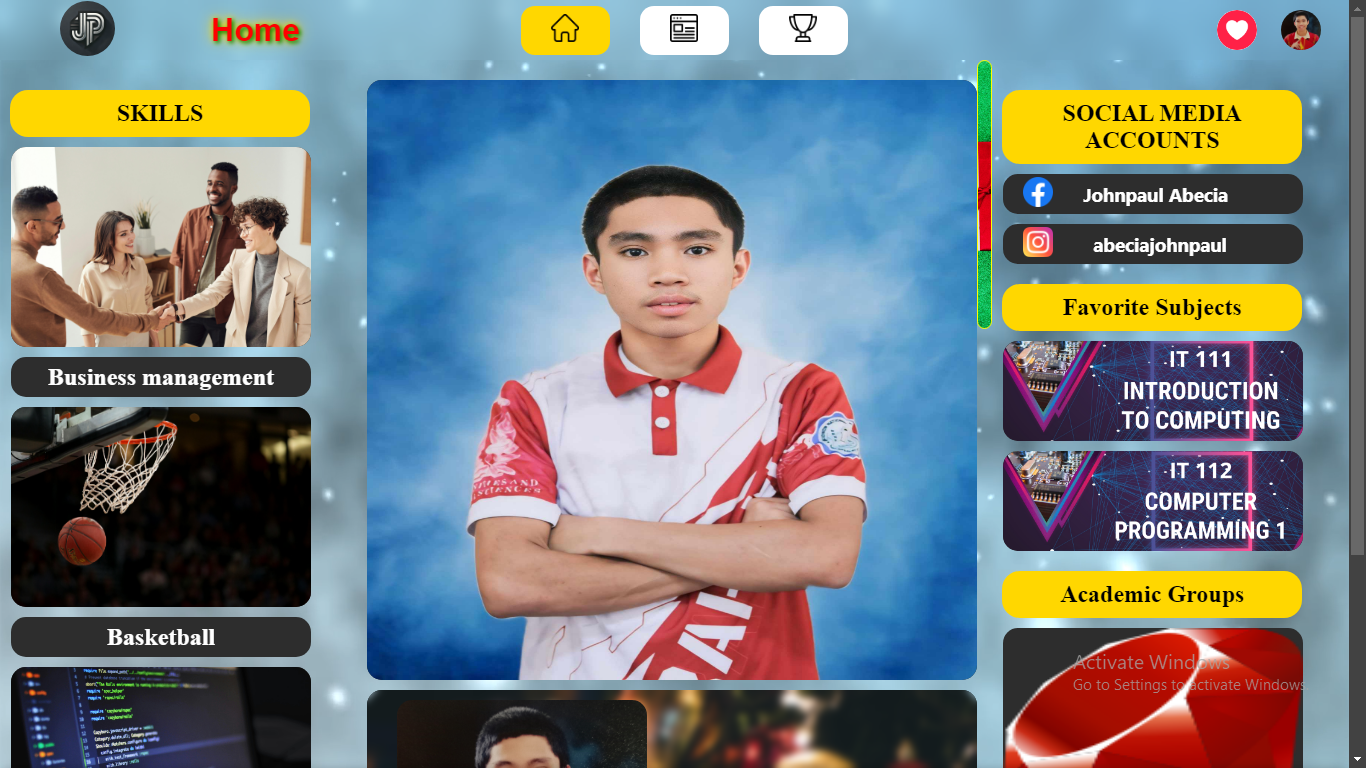 JP
Home
SKILLS
Business management
Basketball
SOCIAL MEDIA
ACCOUNTS
Johnpaul Abecia
abeciajohnpaul
Favorite Subjects
IT 111
INTRODUCTION
TO COMPUTING
IT 112
COMPUTER
PROGRAMMING 1
Academic Groups
Activate Windows
Go to Settings to activate Windows